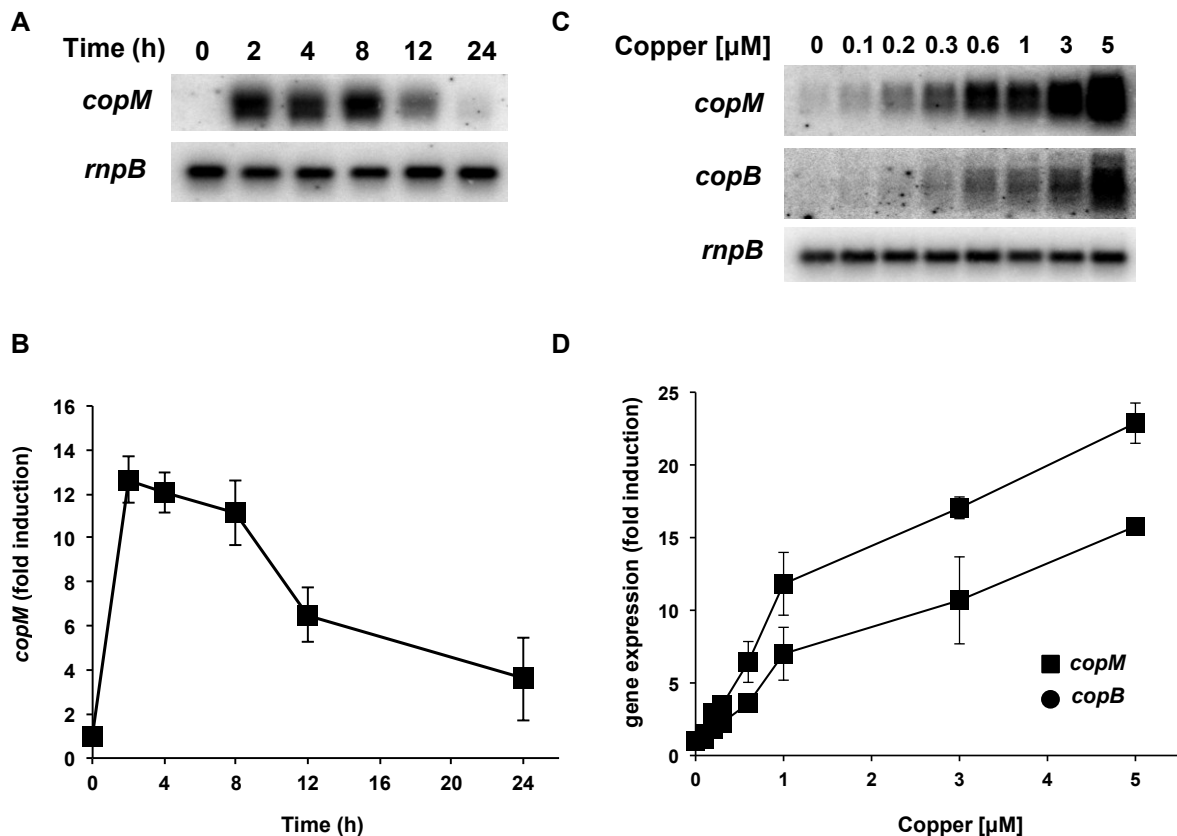 A
Time (h) 0 2 4 8 12 24
copM
rnpB
C
Copper [µM] 0 0.1 0.2 0.3 0.6 1 3 5
copM
copB
rnpB
B
16
14
12
10
8
6
4
2
0
copM (fold induction)
0 4 8 12 16 20 24
Time (h)
D
25
20
15
10
5
0
gene expression (fold induction)
copM
copB
0 1 2 3 4 5
Copper [µM]